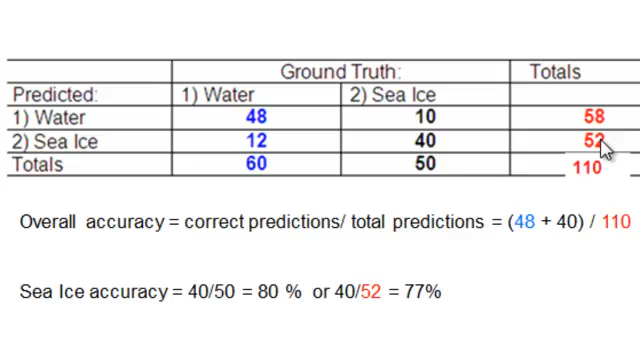 Ground Truth: Totals
Predicted: 1) Water 2) Sea Ice
1) Water 48 10 58
2) Sea Ice 12 40 52
Totals 60 50 110
Overall accuracy = correct predictions/ total predictions = (48 + 40) / 110
Sea Ice accuracy = 40/50 = 80 % or 40/52 = 77%